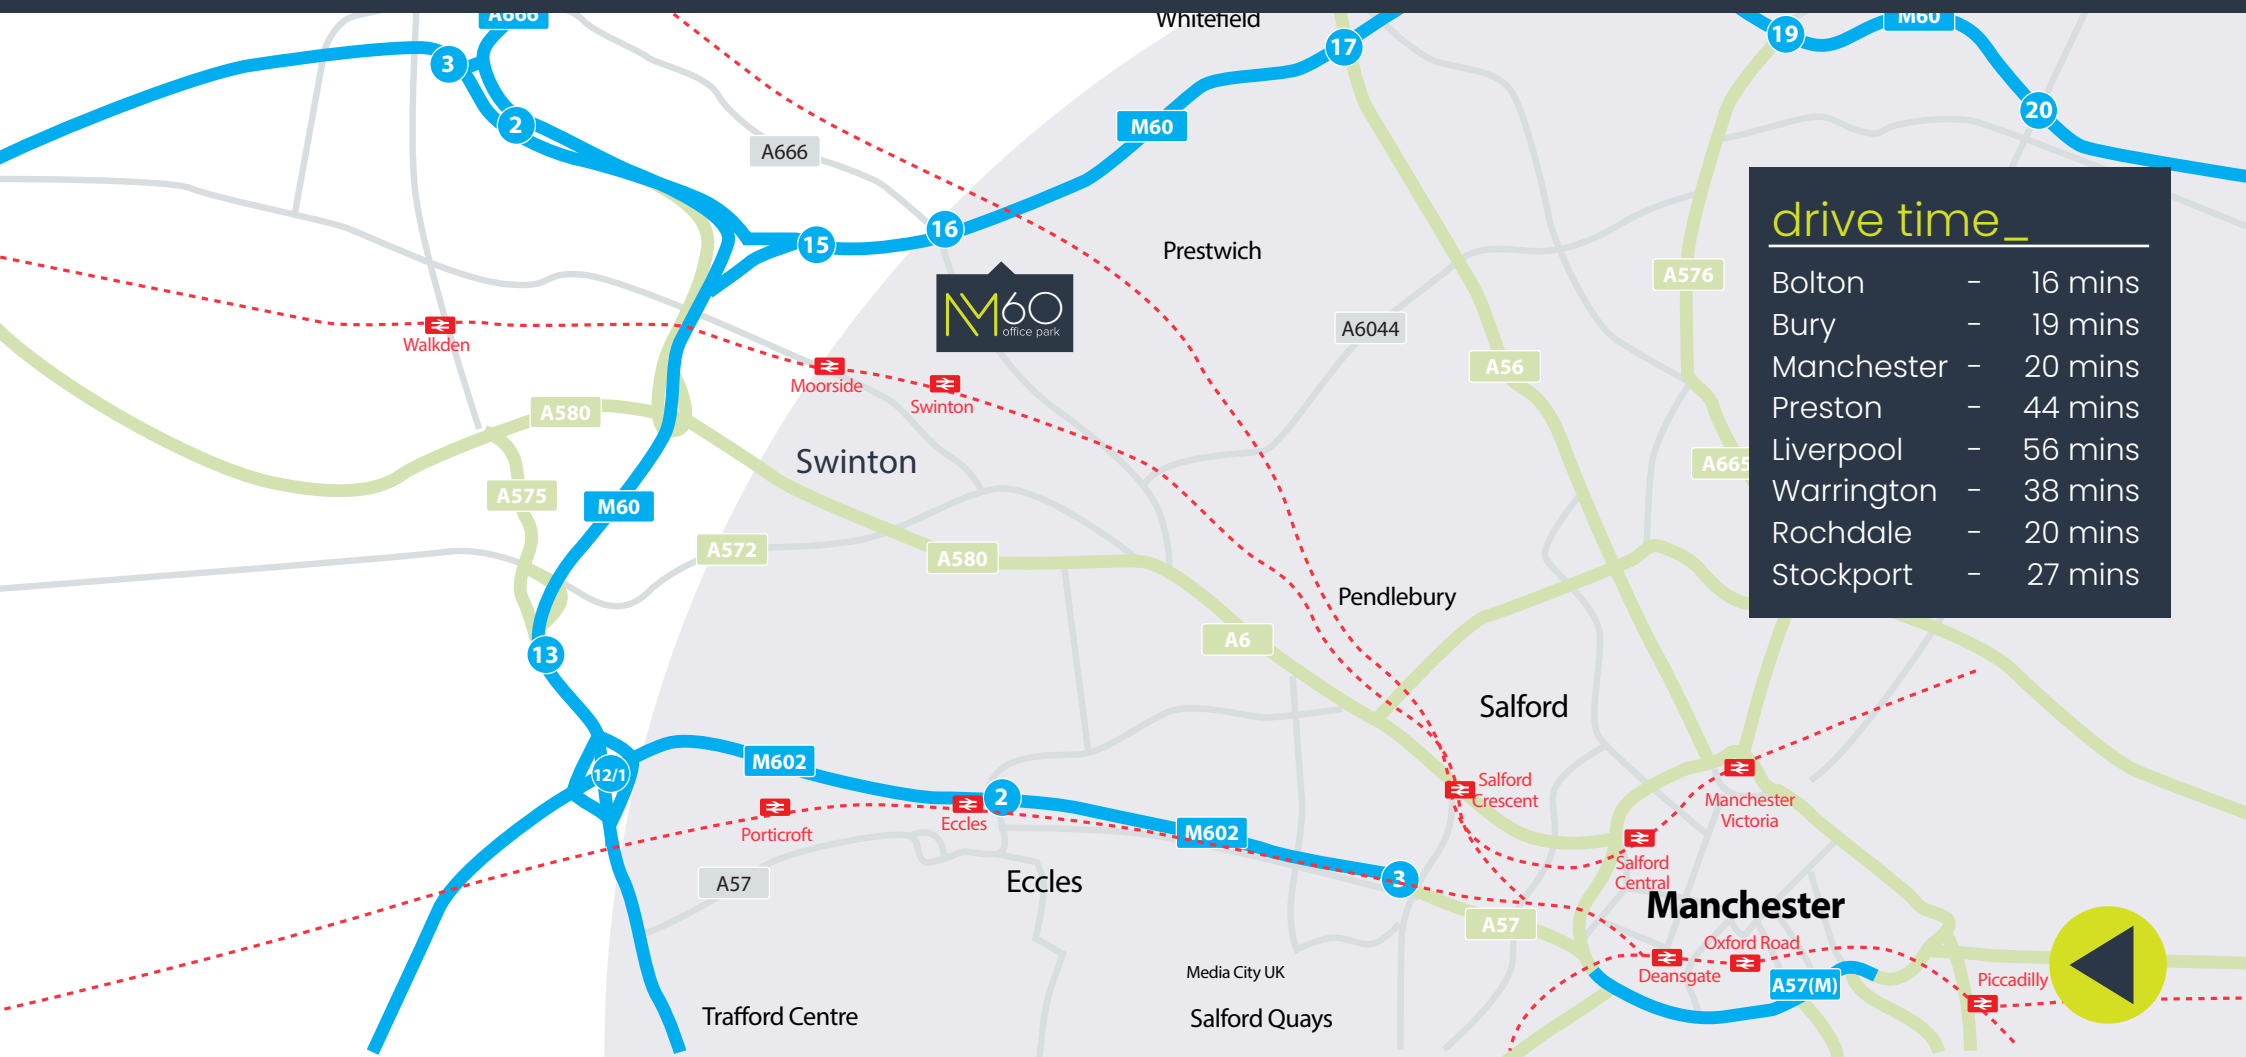 A666
Whitefield
17
19
M60
3
2
20
M60
A666
15
16
Prestwich
drive time_
Bolton - 16 mins
Bury - 19 mins
Manchester - 20 mins
Preston - 44 mins
Liverpool - 56 mins
Warrington - 38 mins
Rochdale - 20 mins
Stockport - 27 mins
A576
NM60
office park
A6044
A56
Walkden
Moorside
Swinton
A580
Swinton
A665
A575
M60
A572
A580
Pendlebury
A6
13
Salford
M602
12/1
Salford
Crescent
2
Manchester
Victoria
Porticroft
Eccles
M602
Salford
Central
A57
Eccles
3
Manchester
A57
Oxford Road
Media City UK
Deansgate
A57(M)
Piccadilly
Trafford Centre
Salford Quays